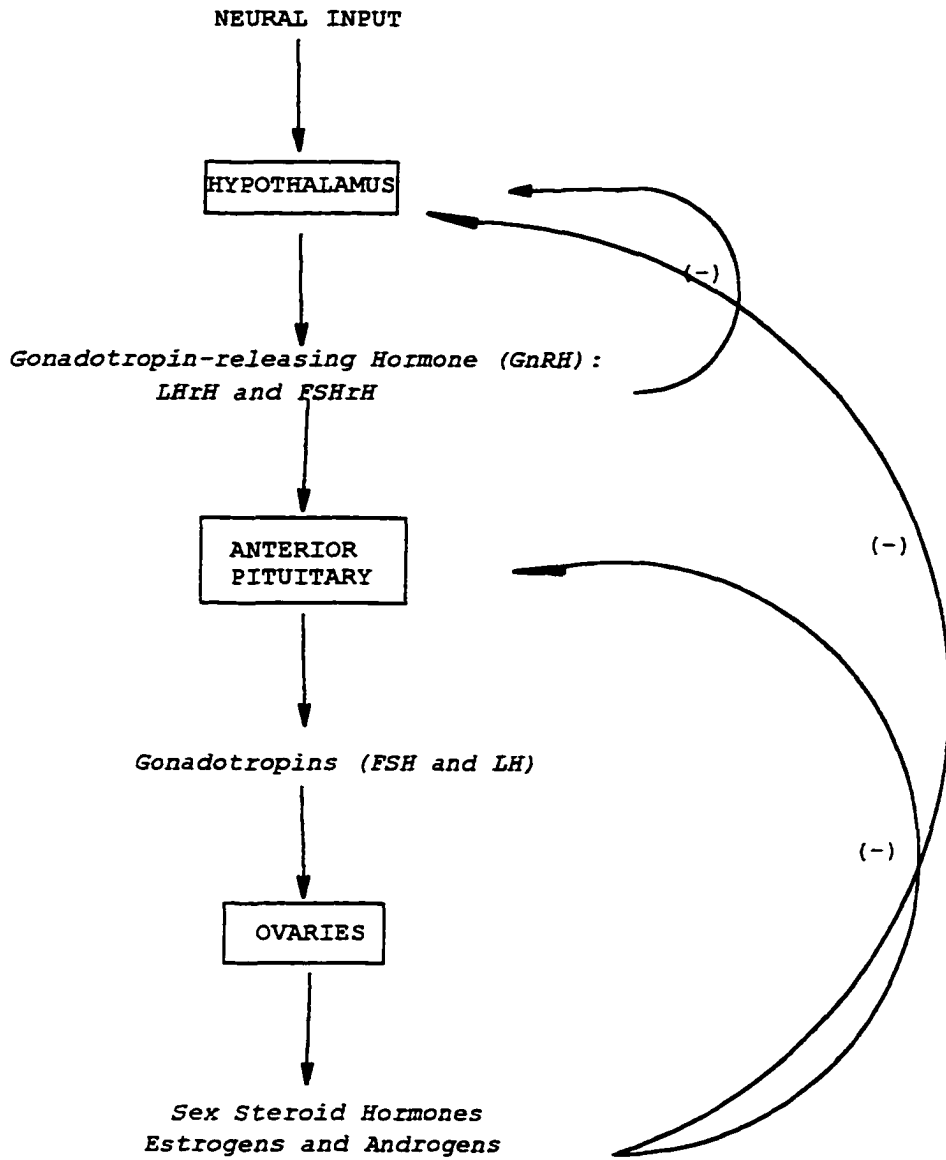 NEURAL INPUT
HYPOTHALAMUS
(-)
Gonadotropin-releasing Hormone (GnRH):
LHrH and FSHrH
ANTERIOR
PITUITARY
(-)
Gonadotropins (FSH and LH)
(-)
OVARIES
Sex Steroid Hormones
Estrogens and Androgens